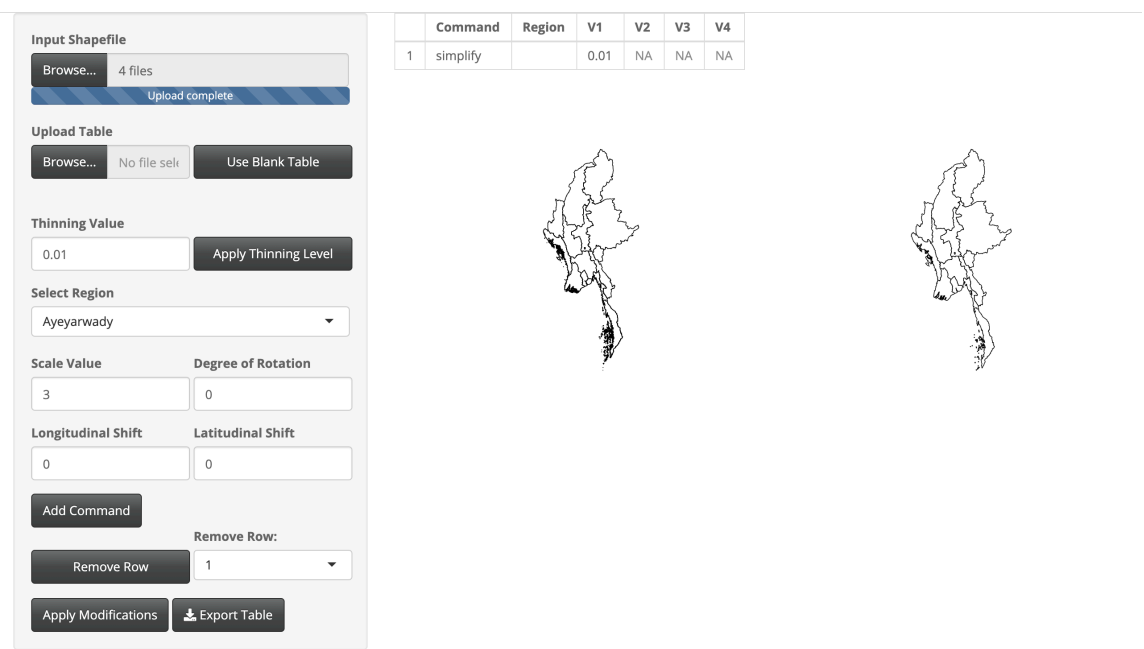 Input Shapefile
Browse... 4 files
Upload complete
Upload Table
Browse... No file sel Use Blank Table
Thinning Value
0.01 Apply Thinning Level
Select Region
Ayeyarwady
Scale Value Degree of Rotation
3 0
Longitudinal Shift Latitudinal Shift
0 0
Add Command
Remove Row:
Remove Row 1
Apply Modifications Export Table
Command Region V1 V2 V3 V4
1 simplify 0.01 NA NA NA